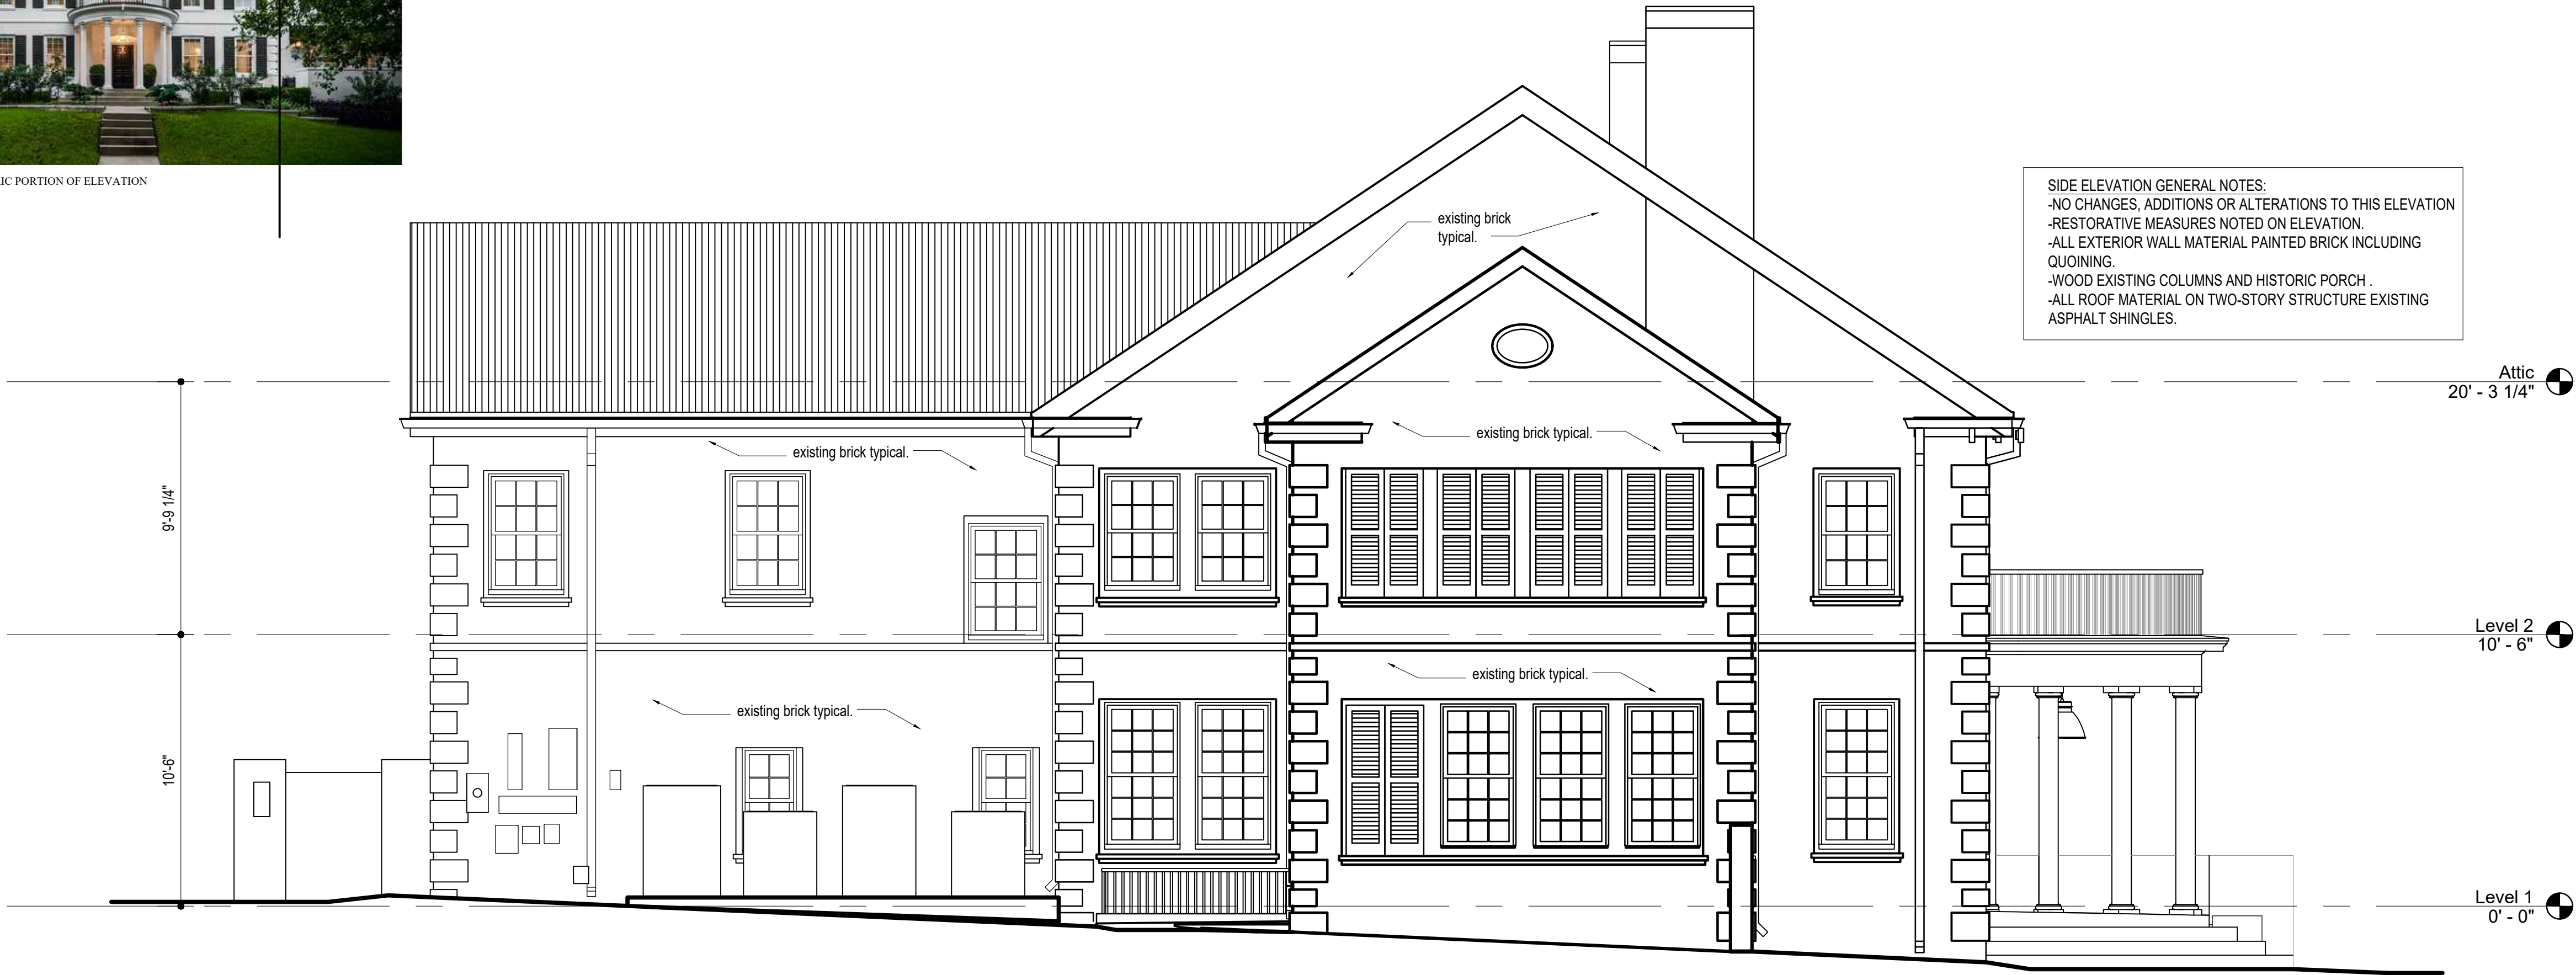 IC PORTION OF ELEVATION
SIDE ELEVATION GENERAL NOTES:
-NO CHANGES, ADDITIONS OR ALTERATIONS TO THIS ELEVATION
-RESTORATIVE MEASURES NOTED ON ELEVATION.
-ALL EXTERIOR WALL MATERIAL PAINTED BRICK INCLUDING
QUOINING.
-WOOD EXISTING COLUMNS AND HISTORIC PORCH .
-ALL ROOF MATERIAL ON TWO-STORY STRUCTURE EXISTING
ASPHALT SHINGLES.
existing brick
typical.
Attic
20' - 3 1/4"
existing brick typical.
existing brick typical.
9'-9 1/4"
Level 2
10' - 6"
existing brick typical.
existing brick typical.
10'-6"
Level 1
0' - 0"